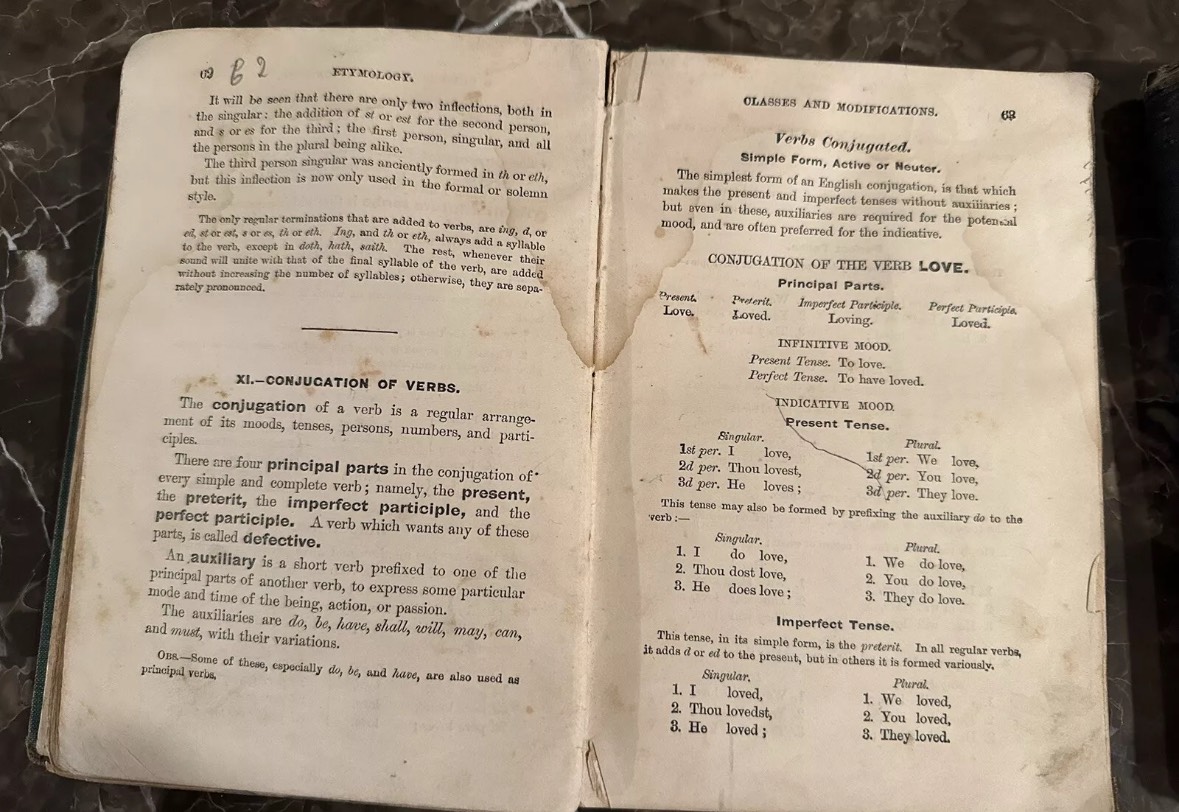 69 62
ETYMOLOGY.
It will be seen that there are only two inflections, both in
the singular: the addition of st or est for the second person,
and s or es for the third; the first person, singular, and all
the persons in the plural being alike.
The third person singular was anciently formed in th or eth,
but this inflection is now only used in the formal or solemn
style.
The only regular terminations that are added to verbs, are ing, d, or
ed, st or est, s or es, th or eth. Ing, and th or eth, always add a syllable
to the verb, except in doth, hath, saith. The rest, whenever their
sound will unite with that of the final syllable of the verb, are added
without increasing the number of syllables; otherwise, they are sepa-
rately pronounced.
XI.—CONJUGATION OF VERBS.
The conjugation of a verb is a regular arrange-
ment of its moods, tenses, persons, numbers, and parti-
ciples.
There are four principal parts in the conjugation of
every simple and complete verb; namely, the present,
the preterit, the imperfect participle, and the
perfect participle. A verb which wants any of these
parts, is called defective.
An auxiliary is a short verb prefixed to one of the
principal parts of another verb, to express some particular
mode and time of the being, action, or passion.
The auxiliaries are do, be, have, shall, will, may, can,
and must, with their variations.
OBS.—Some of these, especially do, be, and have, are also used as
principal verbs,
CLASSES AND MODIFICATIONS. 63
Verbs Conjugated.
Simple Form, Active or Neuter.
The simplest form of an English conjugation, is that which
makes the present and imperfect tenses without auxiliaries;
but even in these, auxiliaries are required for the potential
mood, and are often preferred for the indicative.
CONJUGATION OF THE VERB LOVE.
Principal Parts.
Present. Preterit. Imperfect Participle. Perfect Participle.
Love. Loved. Loving. Loved.
INFINITIVE MOOD.
Present Tense. To love.
Perfect Tense. To have loved.
INDICATIVE MOOD.
Present Tense.
Singular. Plural.
1st per. I love, 1st per. We love,
2d per. Thou lovest, 2d per. You love,
3d per. He loves; 3d per. They love.
This tense may also be formed by prefixing the auxiliary do to the
verb:—
Singular. Plural.
1. I do love, 1. We do love,
2. Thou dost love, 2. You do love,
3. He does love; 3. They do love.
Imperfect Tense.
This tense, in its simple form, is the preterit. In all regular verbs,
it adds d or ed to the present, but in others it is formed variously.
Singular. Plural.
1. I loved, 1. We loved,
2. Thou lovedst, 2. You loved,
3. He loved; 3. They loved.